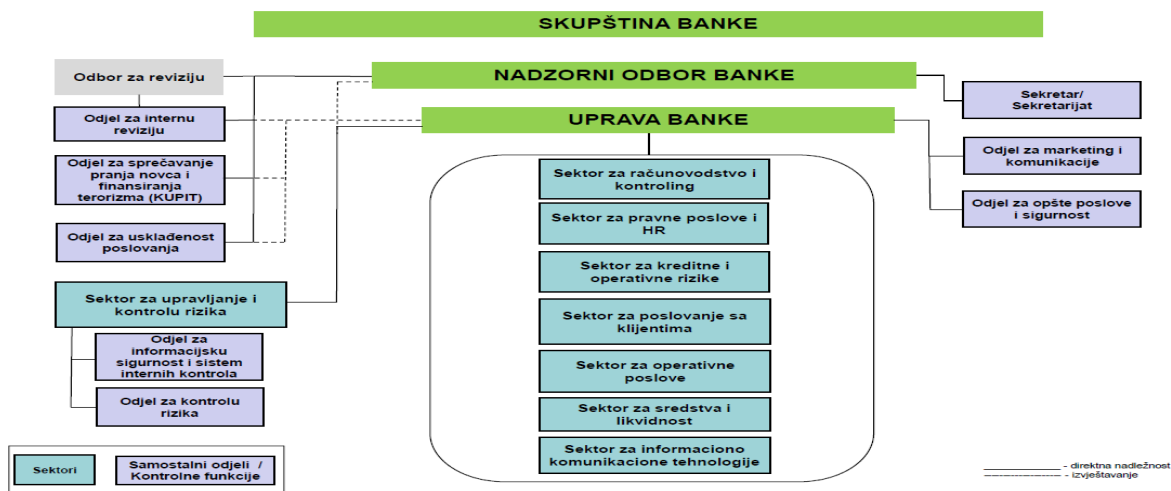 SKUPŠTINA BANKE
Odbor za reviziju
NADZORNI ODBOR BANKE
Sekretar/
Sekretarijat
Odjel za internu
reviziju
UPRAVA BANKE
Odjel za marketing i
komunikacije
Odjel za sprečavanje
pranja novca i
finansiranja
terorizma (KUPIT)
Odjel za opšte poslove
i sigurnost
Odjel za usklađenost
poslovanja
Sektor za upravljanje i
kontrolu rizika
Odjel za
informacijsku
sigurnost i sistem
internih kontrola
Odjel za kontrolu
rizika
Sektor za računovodstvo i
kontroling
Sektor za pravne poslove i
HR
Sektor za kreditne i
operativne rizike
Sektor za poslovanje sa
klijentima
Sektor za operativne
poslove
Sektor za sredstva i
likvidnost
Sektor za informaciono
komunikacione tehnologije
Sektori
Samostalni odjeli /
Kontrolne funkcije
- direktna nadležnost
- izvještavanje